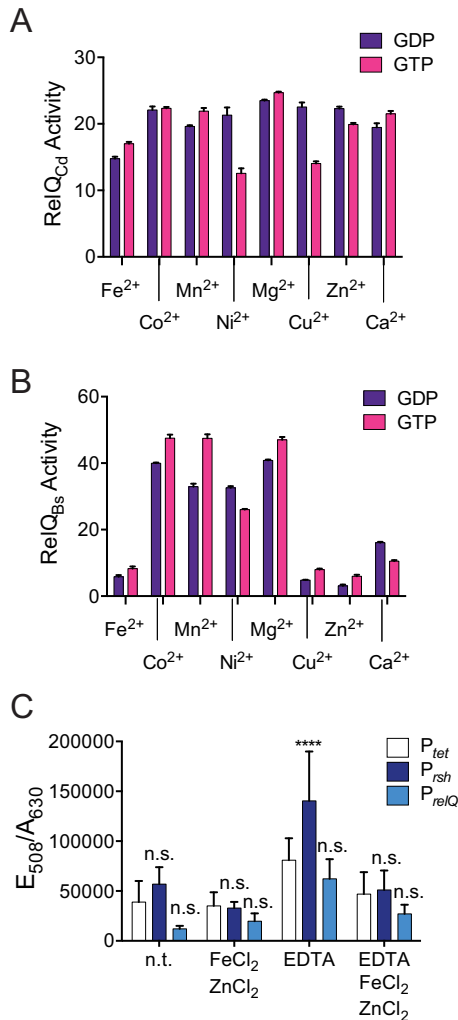 A
GDP
GTP
30
20
10
0
RelQCd Activity
Fe2+ Mn2+ Mg2+ Zn2+
Co2+ Ni2+ Cu2+ Ca2+
B
GDP
GTP
60
40
20
0
RelQBs Activity
Fe2+ Mn2+ Mg2+ Zn2+
Co2+ Ni2+ Cu2+ Ca2+
C
Ptet
Prsh
PrelQ
200000
150000
100000
50000
0
E508/A630
****
n.s. n.s. n.s. n.s. n.s. n.s. n.s.
n.t. FeCl2 EDTA EDTA
ZnCl2 FeCl2
ZnCl2